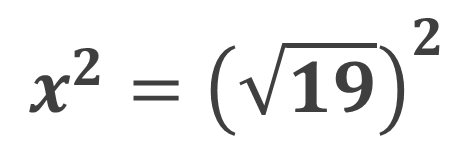 x² = (√19)²